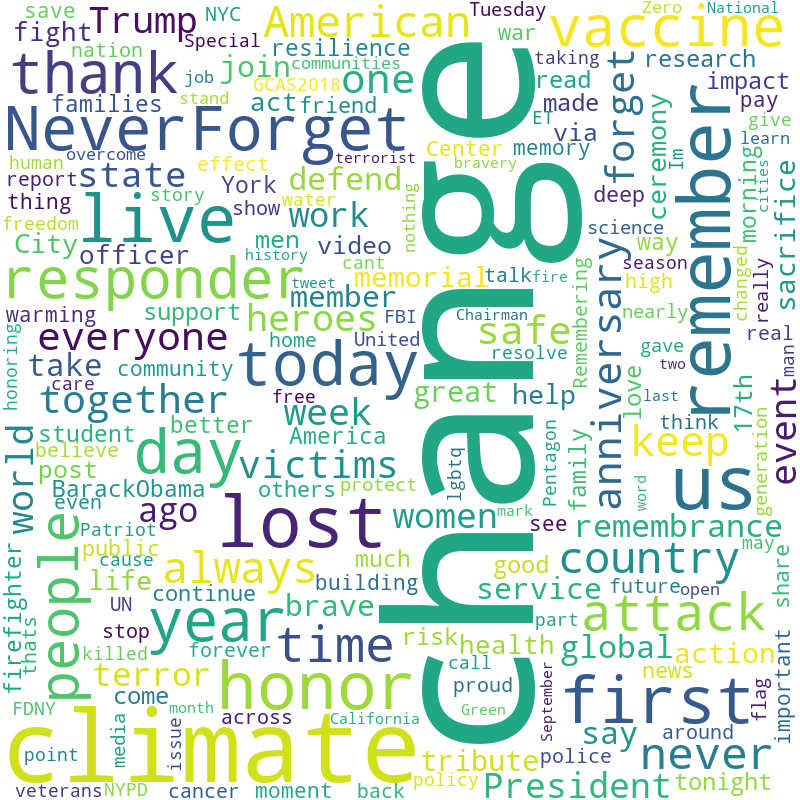 save
NYC
Trump
American
Tuesday
Zero
National
fight
Special
vaccine
nation
resilience
war
join
communities
one
taking
research
thank
job
GCAS2018
read
impact
families
stand
act
friend
made
pay
ET
via
give
NeverForget
Center
memory
forget
remember
learn
human
overcome
effect
terrorist
bravery
ceremony
Im
morning
cities
report
state
York
defend
nothing
deep
thing
story
show
water
work
science
sacrifice
freedom
live
men
video
way
City
officer
history
cant
season
changed
really
responder
tweet
memorial
talk
fire
high
support
member
Chairman
Remembering
anniversary
nearly
real
warming
heroes
FBI
safe
gave
everyone
home
United
resolve
two
man
honoring
take
care
community
today
free
great
help
family
love
last
17th
event
together
week
think
student
better
America
change
Pentagon
keep
generation
believe
day
victims
lgbtq
world
post
BarackObama
others
protect
us
word
even
ago
lost
women
mark
see
remembrance
Patriot
people
public
much
good
country
may
firefighter
thats
cause
always
building
service
future
open
share
life
continue
UN
year
brave
part
attack
stop
time
risk
health
global
action
important
killed
forever
call
news
terror
honor
proud
first
flag
come
FDNY
month
September
across
California
Green
say
around
never
climate
point
media
issue
tribute
police
veterans
NYPD
cancer
moment
back
policy
President
tonight